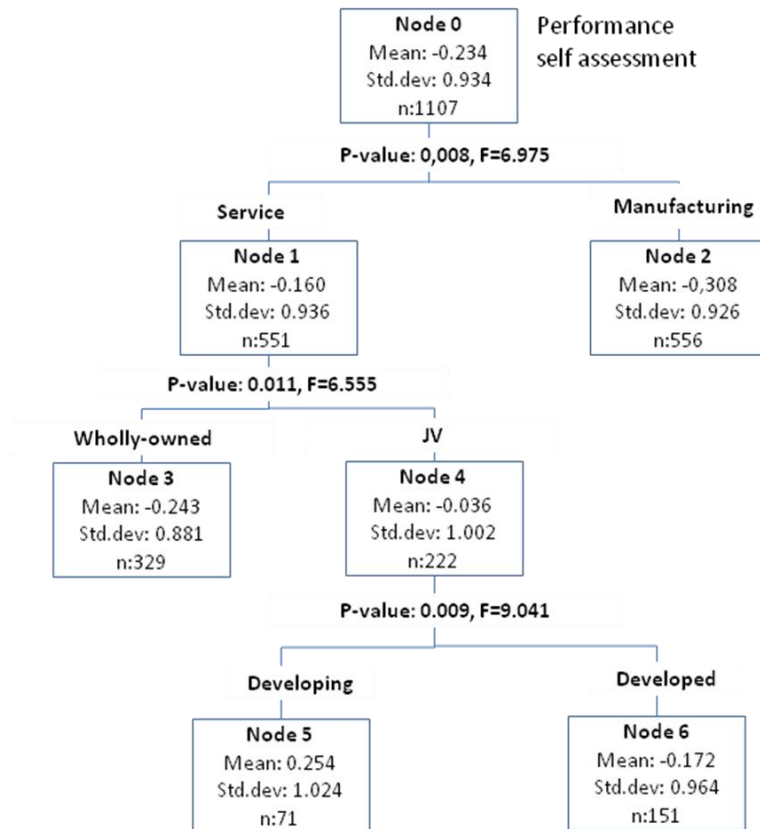 Node 0
Mean: -0.234
Std.dev: 0.934
n:1107
Performance
self assessment
P-value: 0,008, F=6.975
Service
Manufacturing
Node 1
Mean: -0.160
Std.dev: 0.936
n:551
Node 2
Mean: -0,308
Std.dev: 0.926
n:556
P-value: 0.011, F=6.555
Wholly-owned
JV
Node 3
Mean: -0.243
Std.dev: 0.881
n:329
Node 4
Mean: -0.036
Std.dev: 1.002
n:222
P-value: 0.009, F=9.041
Developing
Developed
Node 5
Mean: 0.254
Std.dev: 1.024
n:71
Node 6
Mean: -0.172
Std.dev: 0.964
n:151